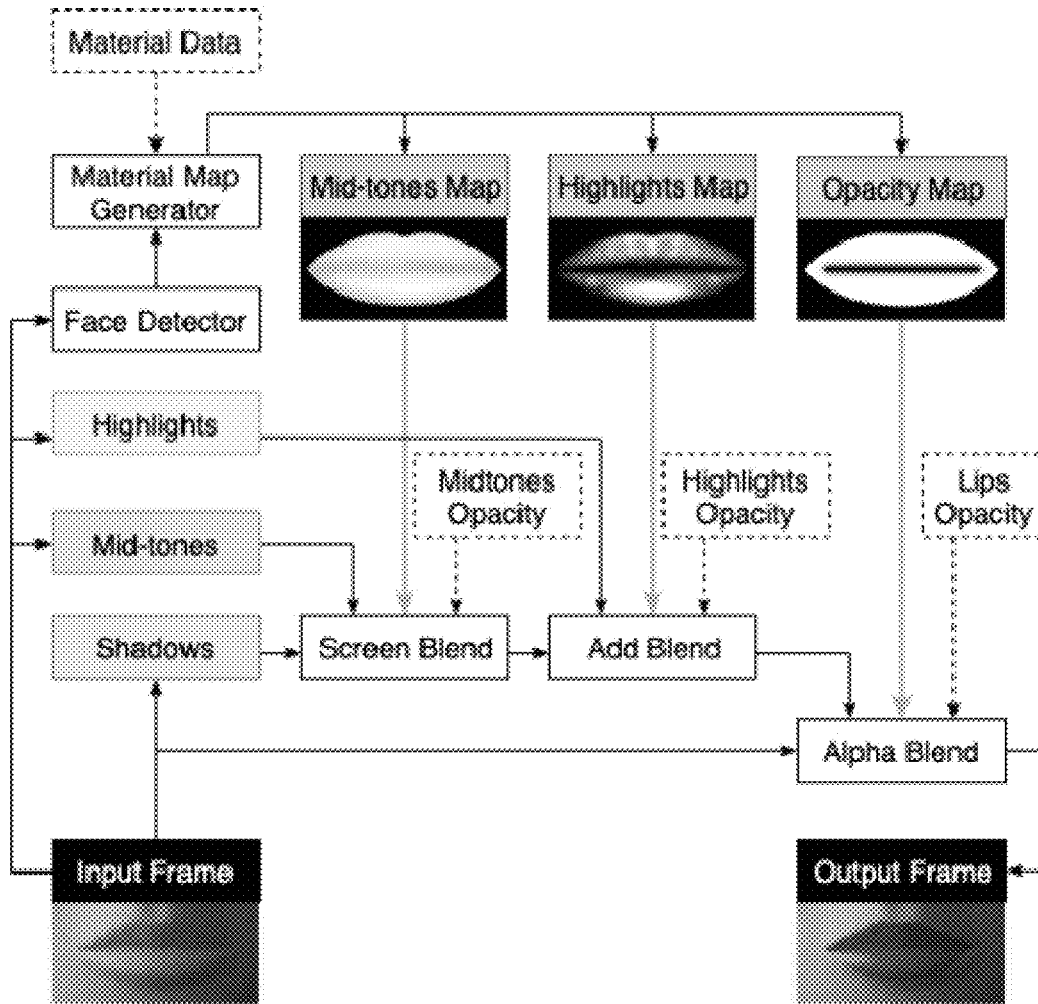 Material Data
Material Map
Generator
Mid-tones Map
Highlights Map
Opacity Map
Face Detector
Highlights
Midtones
Opacity
Highlights
Opacity
Lips
Opacity
Mid-tones
Shadows
Screen Blend
Add Blend
Alpha Blend
Input Frame
Output Frame